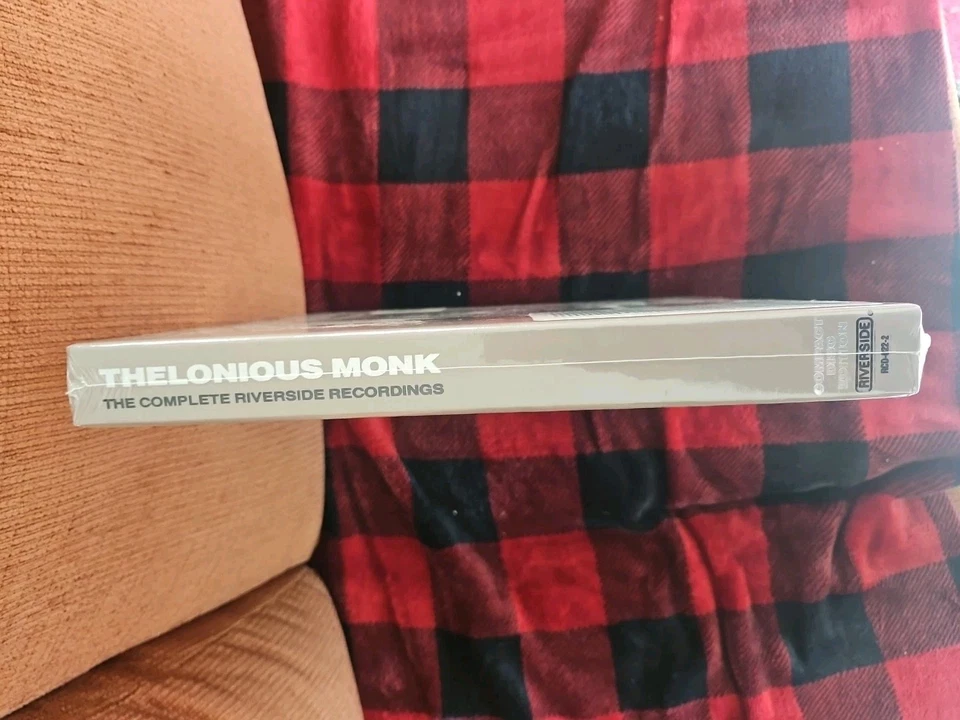 THELONIOUS MONK
THE COMPLETE RIVERSIDE RECORDINGS
RIVERSIDE
RCD-022-2